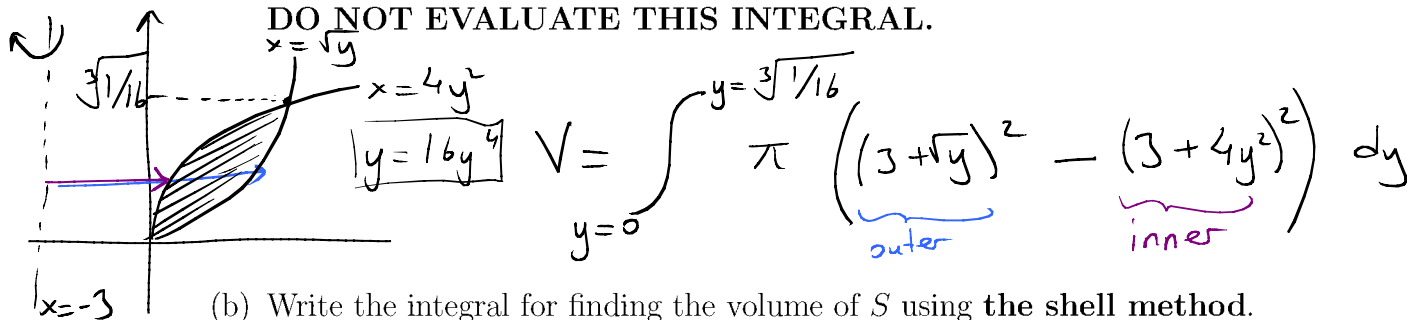 DO NOT EVALUATE THIS INTEGRAL.
x = √y
∛1/16
x = 4y²
y = 16y⁴
V = ∫ y=0 y=∛1/16 π ((3+√y)² − (3+4y²)²) dy
outer
inner
x=-3
(b) Write the integral for finding the volume of S using the shell method.